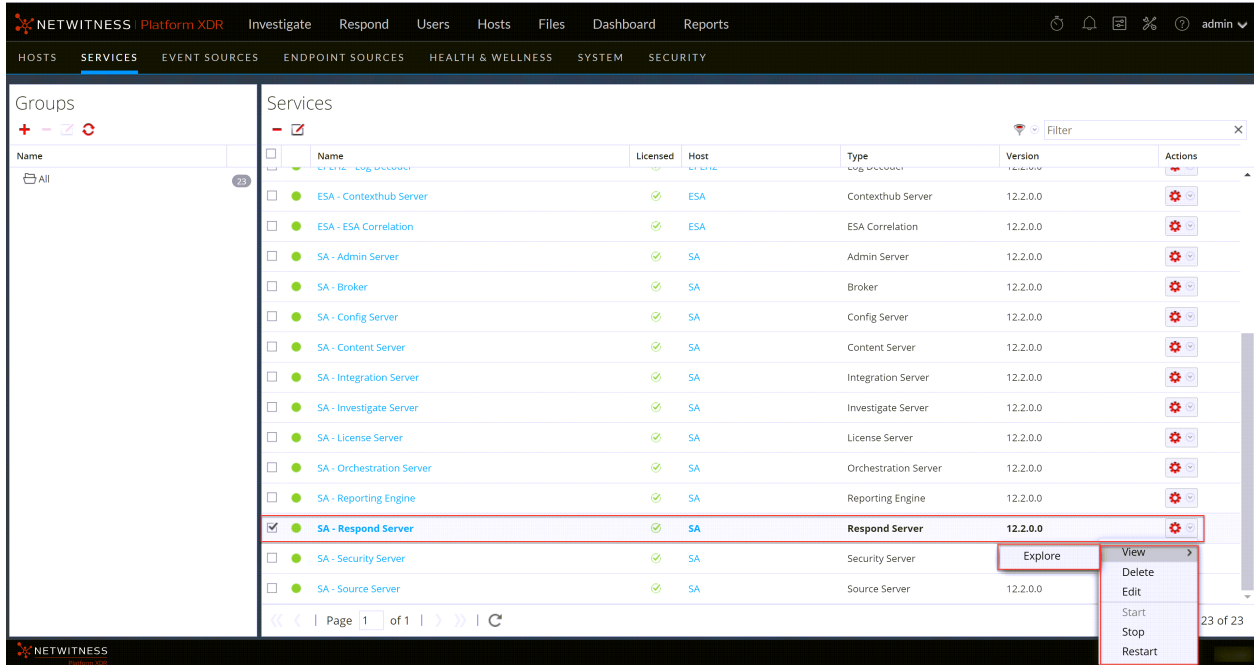 NETWITNESS Platform XDR Investigate Respond Users Hosts Files Dashboard Reports admin
HOSTS SERVICES EVENT SOURCES ENDPOINT SOURCES HEALTH & WELLNESS SYSTEM SECURITY
Groups
Name
All 23
Services
Filter
Name Licensed Host Type Version Actions
Log Decoder Log Decoder 12.2.0.0
ESA - Contexthub Server ESA Contexthub Server 12.2.0.0
ESA - ESA Correlation ESA ESA Correlation 12.2.0.0
SA - Admin Server SA Admin Server 12.2.0.0
SA - Broker SA Broker 12.2.0.0
SA - Config Server SA Config Server 12.2.0.0
SA - Content Server SA Content Server 12.2.0.0
SA - Integration Server SA Integration Server 12.2.0.0
SA - Investigate Server SA Investigate Server 12.2.0.0
SA - License Server SA License Server 12.2.0.0
SA - Orchestration Server SA Orchestration Server 12.2.0.0
SA - Reporting Engine SA Reporting Engine 12.2.0.0
SA - Respond Server SA Respond Server 12.2.0.0
SA - Security Server SA Security Server
SA - Source Server SA Source Server 12.2.0.0
Explore
View
Delete
Edit
Start
Stop
Restart
Page 1 of 1 23 of 23
NETWITNESS
Platform XDR